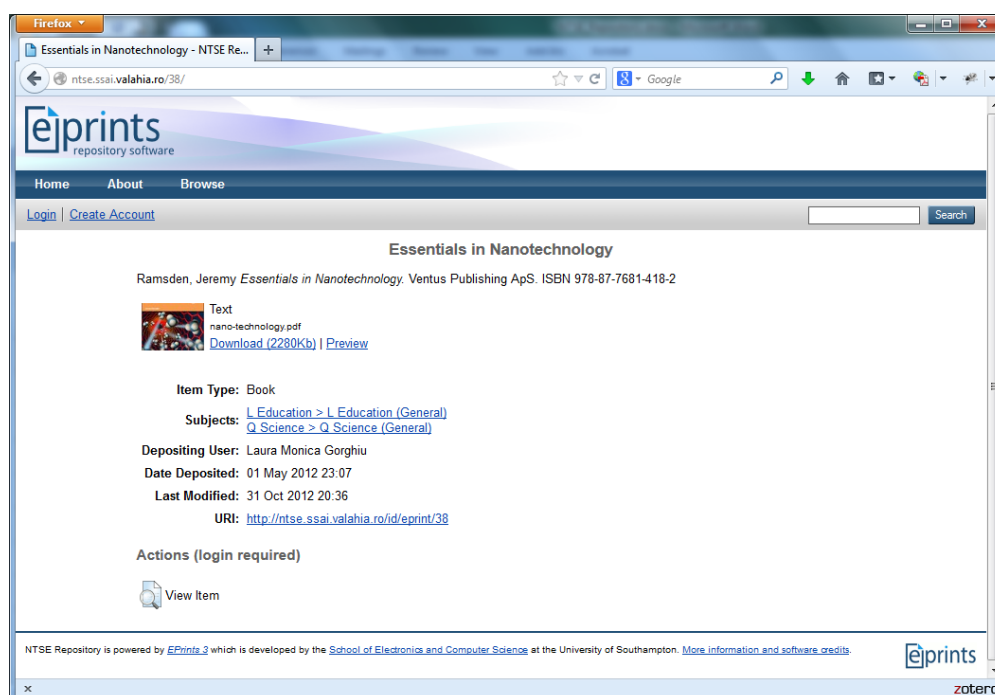 Firefox
Essentials in Nanotechnology - NTSE Re...
ntse.ssai.valahia.ro/38/
Google
eprints
repository software
Home About Browse
Login | Create Account
Search
Essentials in Nanotechnology
Ramsden, Jeremy Essentials in Nanotechnology. Ventus Publishing ApS. ISBN 978-87-7681-418-2
Text
nano-technology.pdf
Download (2280Kb) | Preview
Item Type: Book
Subjects: L Education > L Education (General)
Q Science > Q Science (General)
Depositing User: Laura Monica Gorghiu
Date Deposited: 01 May 2012 23:07
Last Modified: 31 Oct 2012 20:36
URI: http://ntse.ssai.valahia.ro/id/eprint/38
Actions (login required)
View Item
NTSE Repository is powered by EPrints 3 which is developed by the School of Electronics and Computer Science at the University of Southampton. More information and software credits.
eprints
zotero